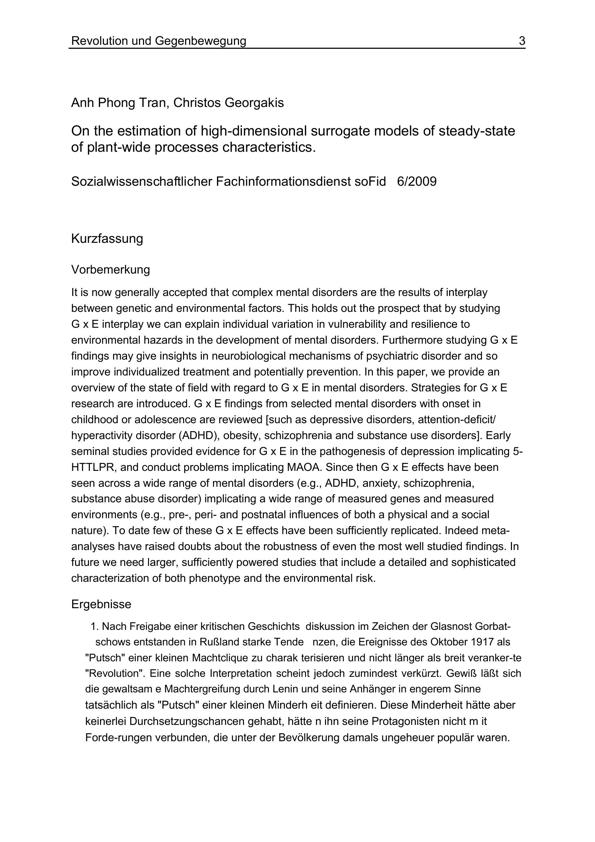 Revolution und Gegenbewegung 3
Anh Phong Tran, Christos Georgakis
On the estimation of high-dimensional surrogate models of steady-state
of plant-wide processes characteristics.
Sozialwissenschaftlicher Fachinformationsdienst soFid 6/2009
Kurzfassung
Vorbemerkung
It is now generally accepted that complex mental disorders are the results of interplay
between genetic and environmental factors. This holds out the prospect that by studying
G x E interplay we can explain individual variation in vulnerability and resilience to
environmental hazards in the development of mental disorders. Furthermore studying G x E
findings may give insights in neurobiological mechanisms of psychiatric disorder and so
improve individualized treatment and potentially prevention. In this paper, we provide an
overview of the state of field with regard to G x E in mental disorders. Strategies for G x E
research are introduced. G x E findings from selected mental disorders with onset in
childhood or adolescence are reviewed [such as depressive disorders, attention-deficit/
hyperactivity disorder (ADHD), obesity, schizophrenia and substance use disorders]. Early
seminal studies provided evidence for G x E in the pathogenesis of depression implicating 5-
HTTLPR, and conduct problems implicating MAOA. Since then G x E effects have been
seen across a wide range of mental disorders (e.g., ADHD, anxiety, schizophrenia,
substance abuse disorder) implicating a wide range of measured genes and measured
environments (e.g., pre-, peri- and postnatal influences of both a physical and a social
nature). To date few of these G x E effects have been sufficiently replicated. Indeed meta-
analyses have raised doubts about the robustness of even the most well studied findings. In
future we need larger, sufficiently powered studies that include a detailed and sophisticated
characterization of both phenotype and the environmental risk.
Ergebnisse
1. Nach Freigabe einer kritischen Geschichts diskussion im Zeichen der Glasnost Gorbat-
schows entstanden in Rußland starke Tende nzen, die Ereignisse des Oktober 1917 als
"Putsch" einer kleinen Machtclique zu charak terisieren und nicht länger als breit veranker-te
"Revolution". Eine solche Interpretation scheint jedoch zumindest verkürzt. Gewiß läßt sich
die gewaltsam e Machtergreifung durch Lenin und seine Anhänger in engerem Sinne
tatsächlich als "Putsch" einer kleinen Minderh eit definieren. Diese Minderheit hätte aber
keinerlei Durchsetzungschancen gehabt, hätte n ihn seine Protagonisten nicht m it
Forde-rungen verbunden, die unter der Bevölkerung damals ungeheuer populär waren.